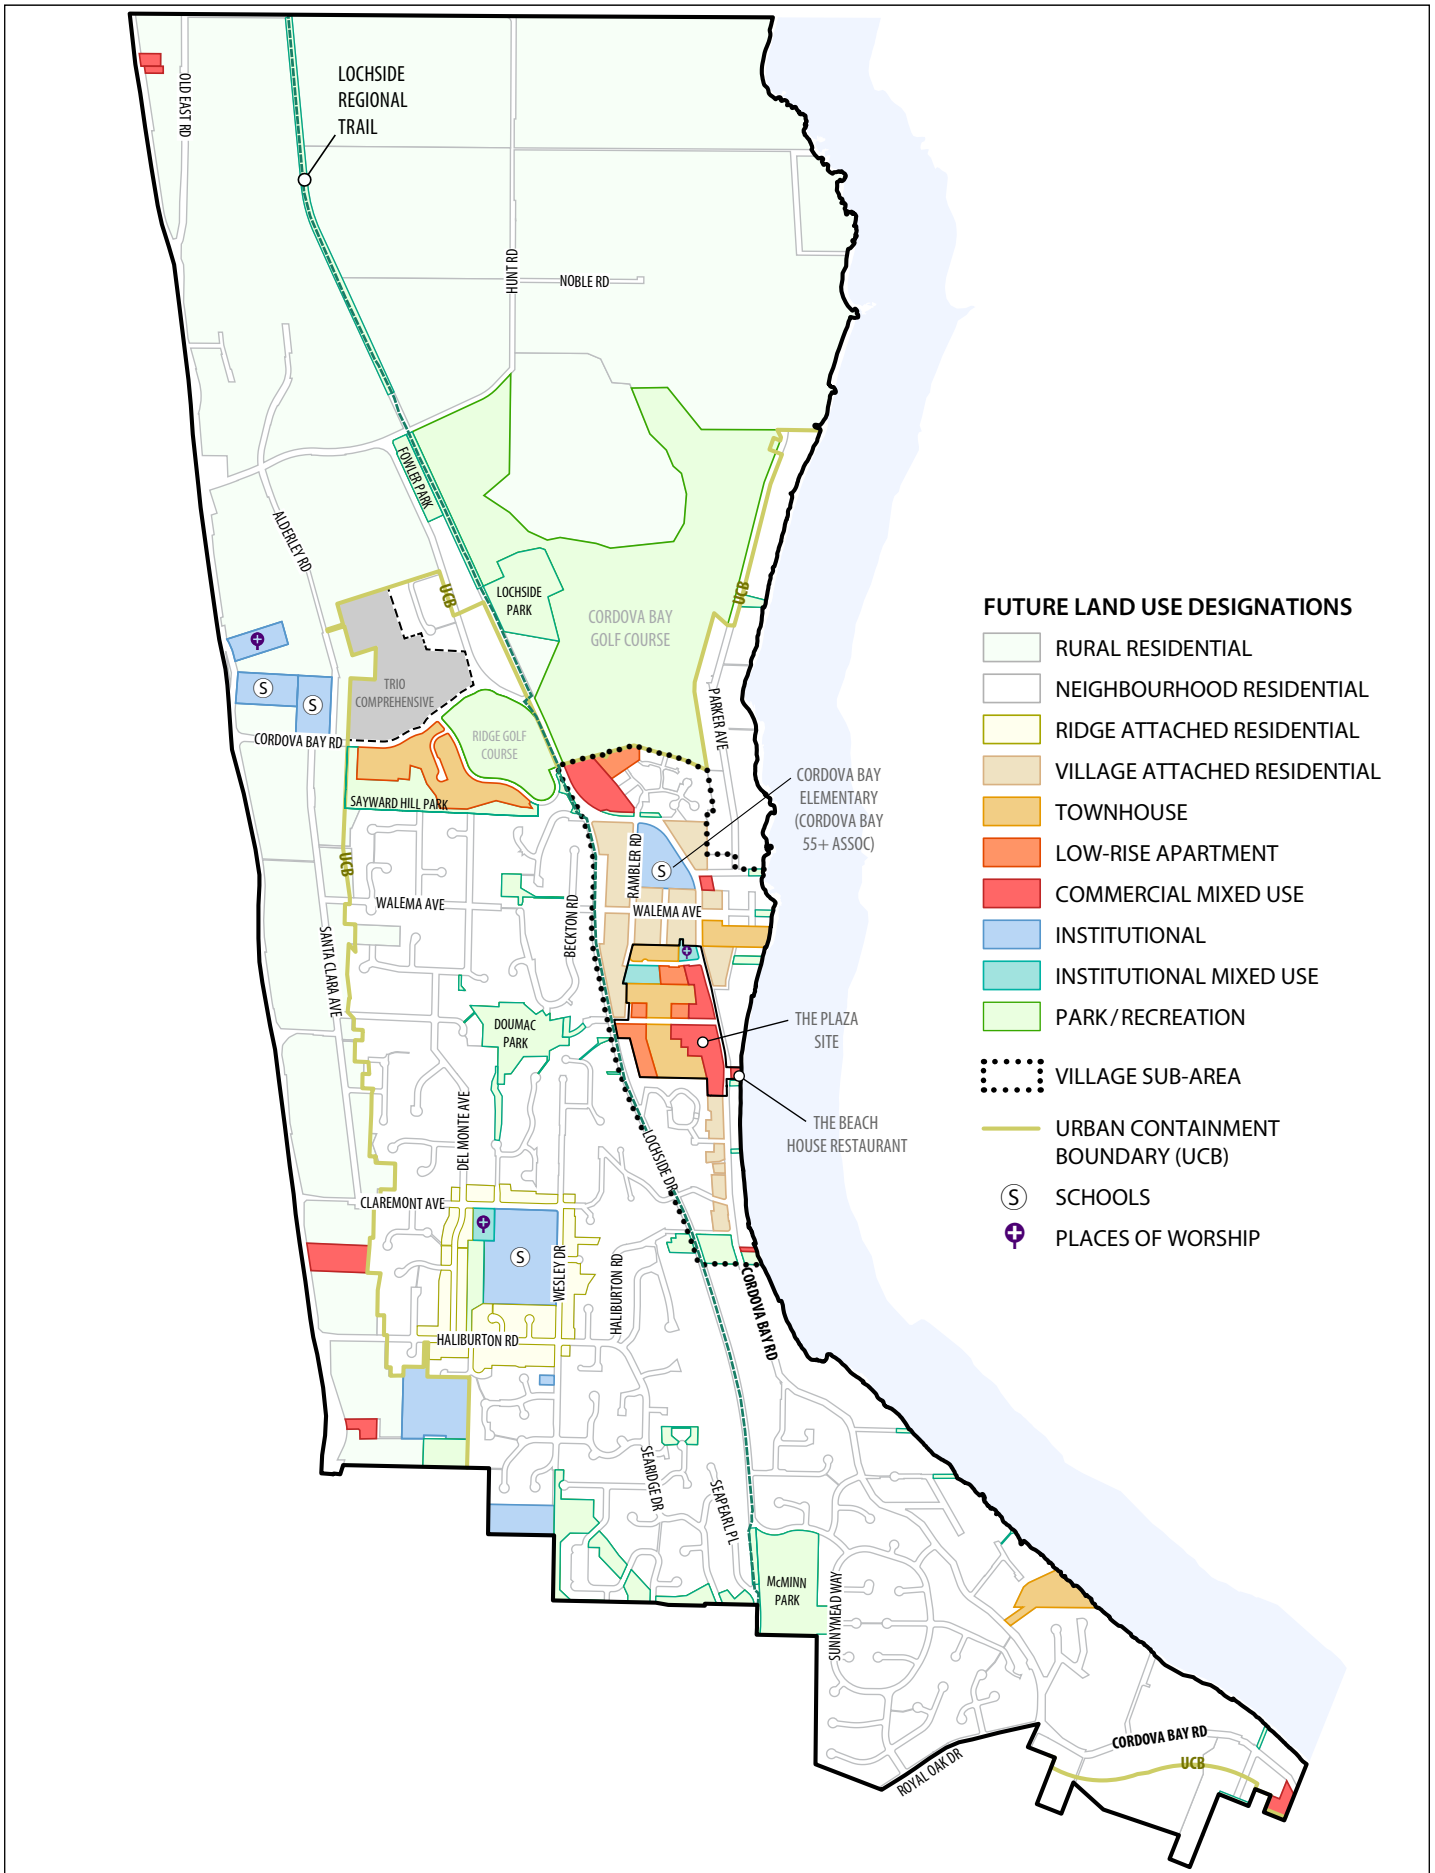 OLD EAST RD
LOCHSIDE
REGIONAL
TRAIL
HUNT RD
NOBLE RD
FOWLER PARK
ALDERLEY RD
UCB
LOCHSIDE
PARK
CORDOVA BAY
GOLF COURSE
UCB
TRIO
COMPREHENSIVE
S
S
CORDOVA BAY RD
RIDGE GOLF
COURSE
PARKER AVE
SAYWARD HILL PARK
CORDOVA BAY
ELEMENTARY
(CORDOVA BAY
55+ ASSOC)
RAMBLER RD
S
UCB
WALEMA AVE
WALEMA AVE
BECKTON RD
SANTA CLARA AVE
DOUMAC
PARK
THE PLAZA
SITE
THE BEACH
HOUSE RESTAURANT
DEL MONTE AVE
LOCHSIDE DR
CLAREMONT AVE
S
WESLEY DR
HALIBURTON RD
CORDOVA BAY RD
HALIBURTON RD
SEARIDGE DR
SEAPEARL PL
McMINN
PARK
SUNNYMEAD WAY
ROYAL OAK DR
CORDOVA BAY RD
UCB
FUTURE LAND USE DESIGNATIONS
RURAL RESIDENTIAL
NEIGHBOURHOOD RESIDENTIAL
RIDGE ATTACHED RESIDENTIAL
VILLAGE ATTACHED RESIDENTIAL
TOWNHOUSE
LOW-RISE APARTMENT
COMMERCIAL MIXED USE
INSTITUTIONAL
INSTITUTIONAL MIXED USE
PARK/RECREATION
VILLAGE SUB-AREA
URBAN CONTAINMENT
BOUNDARY (UCB)
S SCHOOLS
PLACES OF WORSHIP